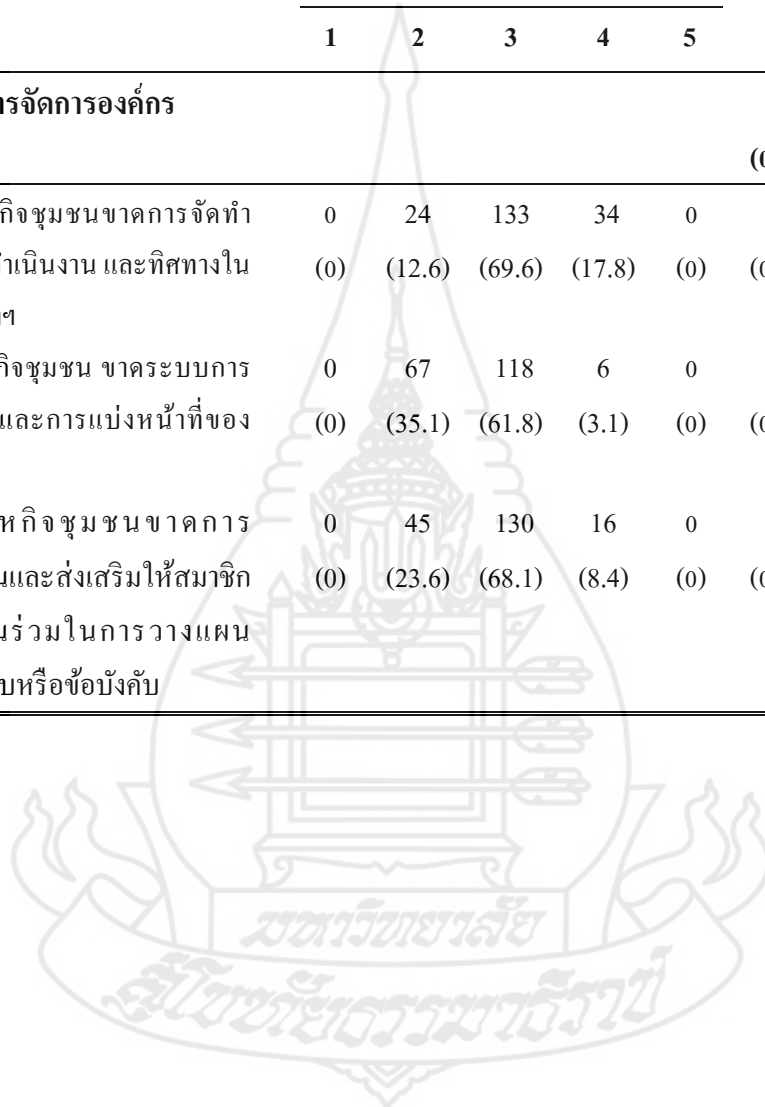 1 2 3 4 5
ารจัดการองค์กร
(0
กิจชุมชนขาดการจัดทำ 0 24 133 34 0
ำเนินงาน และทิศทางใน (0) (12.6) (69.6) (17.8) (0) (0
งๆ
กิจชุมชน ขาดระบบการ 0 67 118 6 0
และการแบ่งหน้าที่ของ (0) (35.1) (61.8) (3.1) (0) (0
หกิจชุมชนขาดการ 0 45 130 16 0
นและส่งเสริมให้สมาชิก (0) (23.6) (68.1) (8.4) (0) (0
นร่วมในการวางแผน
บหรือข้อบังคับ
มหาวิทยาลัย
สุโขทัยธรรมาธิราช